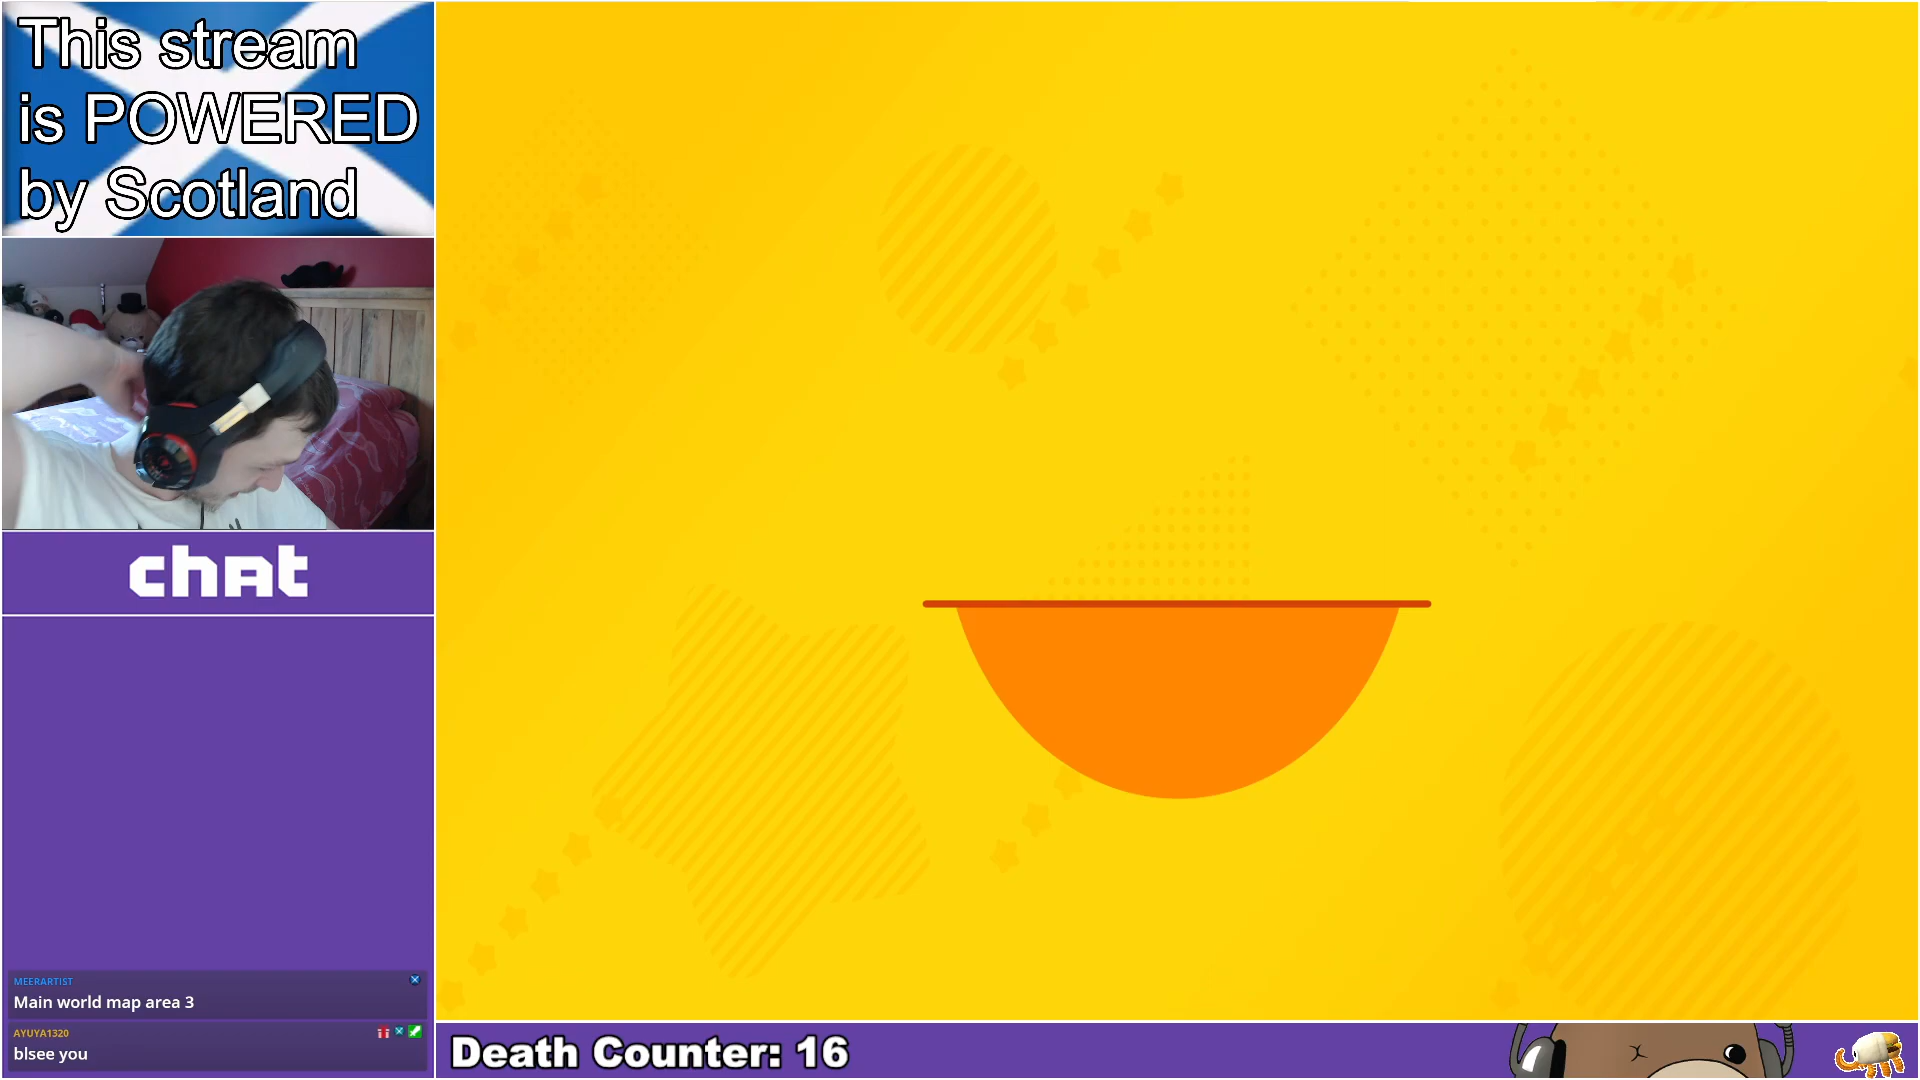 This stream
is POWERED
by Scotland
chat
MEERARTIST
Main world map area 3
AYUYA1320
blsee you
Death Counter: 16